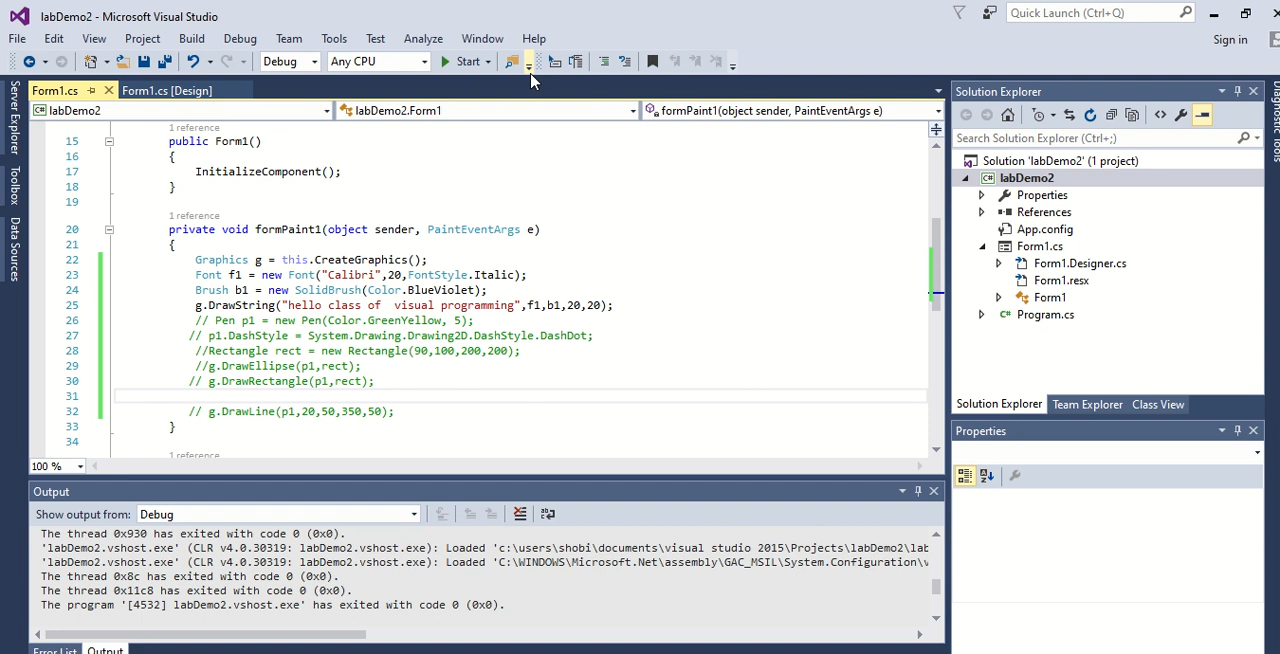 labDemo2 - Microsoft Visual Studio
Quick Launch (Ctrl+Q)
File Edit View Project Build Debug Team Tools Test Analyze Window Help
Sign in
Debug Any CPU Start
Server Explorer
Toolbox
Data Sources
Form1.cs Form1.cs [Design]
labDemo2 labDemo2.Form1 formPaint1(object sender, PaintEventArgs e)
1 reference
15 public Form1()
16 {
17 InitializeComponent();
18 }
19
1 reference
20 private void formPaint1(object sender, PaintEventArgs e)
21 {
22 Graphics g = this.CreateGraphics();
23 Font f1 = new Font("Calibri",20,FontStyle.Italic);
24 Brush b1 = new SolidBrush(Color.BlueViolet);
25 g.DrawString("hello class of  visual programming",f1,b1,20,20);
26 // Pen p1 = new Pen(Color.GreenYellow, 5);
27 // p1.DashStyle = System.Drawing.Drawing2D.DashStyle.DashDot;
28 //Rectangle rect = new Rectangle(90,100,200,200);
29 //g.DrawEllipse(p1,rect);
30 // g.DrawRectangle(p1,rect);
31
32 // g.DrawLine(p1,20,50,350,50);
33 }
34
1 reference
100 %
Output
Show output from: Debug
The thread 0x930 has exited with code 0 (0x0).
'labDemo2.vshost.exe' (CLR v4.0.30319: labDemo2.vshost.exe): Loaded 'c:\users\shobi\documents\visual studio 2015\Projects\labDemo2\lab
'labDemo2.vshost.exe' (CLR v4.0.30319: labDemo2.vshost.exe): Loaded 'C:\WINDOWS\Microsoft.Net\assembly\GAC_MSIL\System.Configuration\v
The thread 0x8c has exited with code 0 (0x0).
The thread 0x11c8 has exited with code 0 (0x0).
The program '[4532] labDemo2.vshost.exe' has exited with code 0 (0x0).
Error List Output
Solution Explorer
Search Solution Explorer (Ctrl+;)
Solution 'labDemo2' (1 project)
C# labDemo2
Properties
References
App.config
Form1.cs
Form1.Designer.cs
Form1.resx
Form1
C# Program.cs
Solution Explorer Team Explorer Class View
Properties
Diagnostic Tools